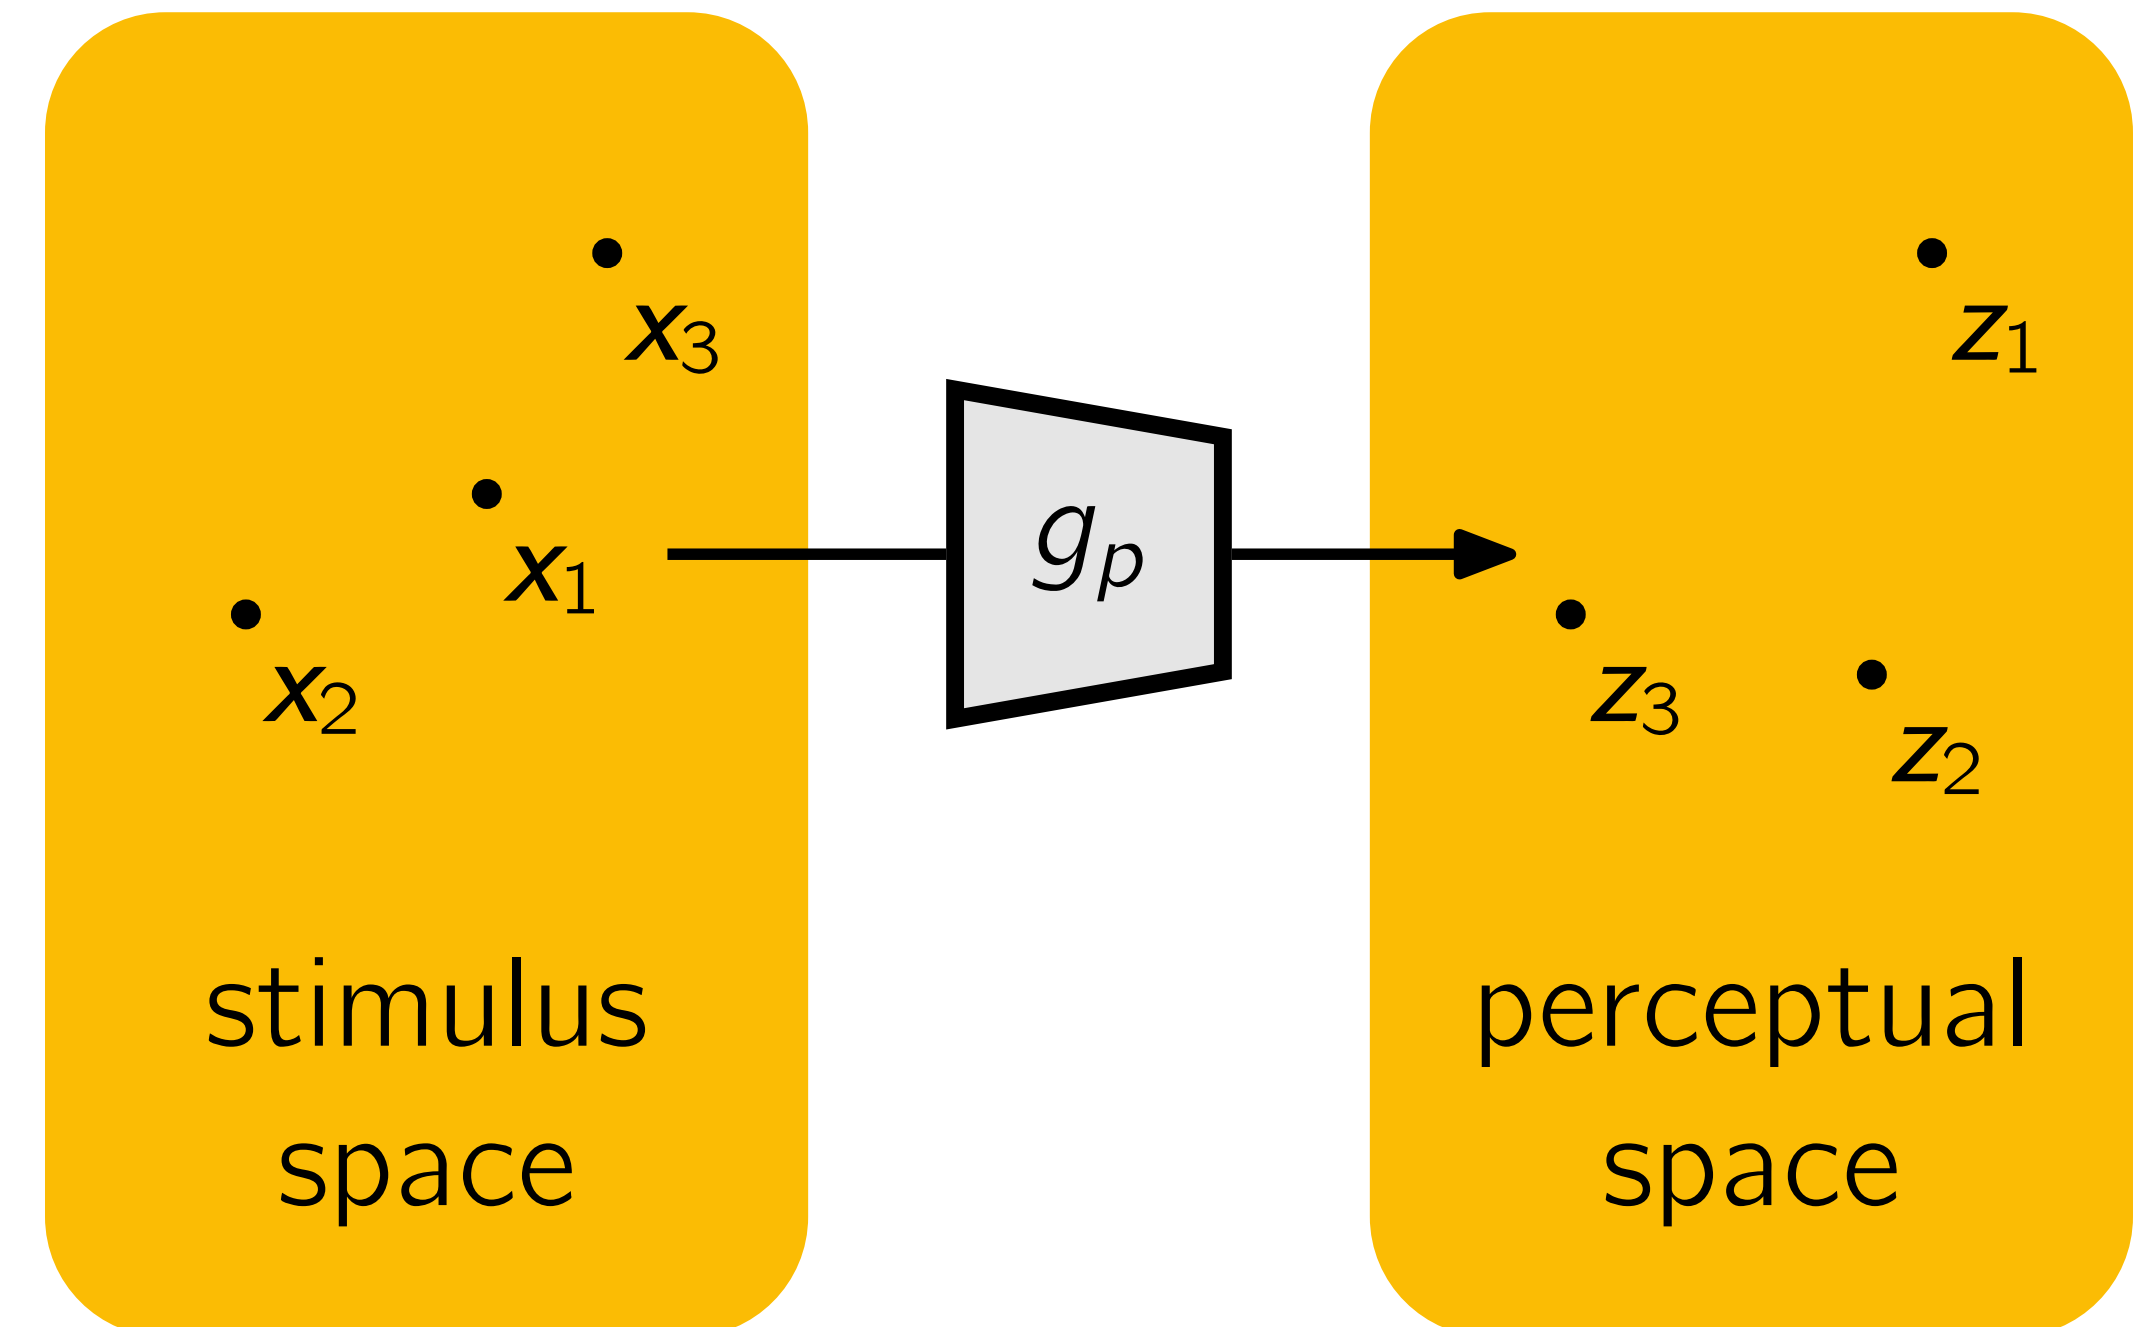 x3
x1
x2
stimulus
space
gp
z1
z3
z2
perceptual
space